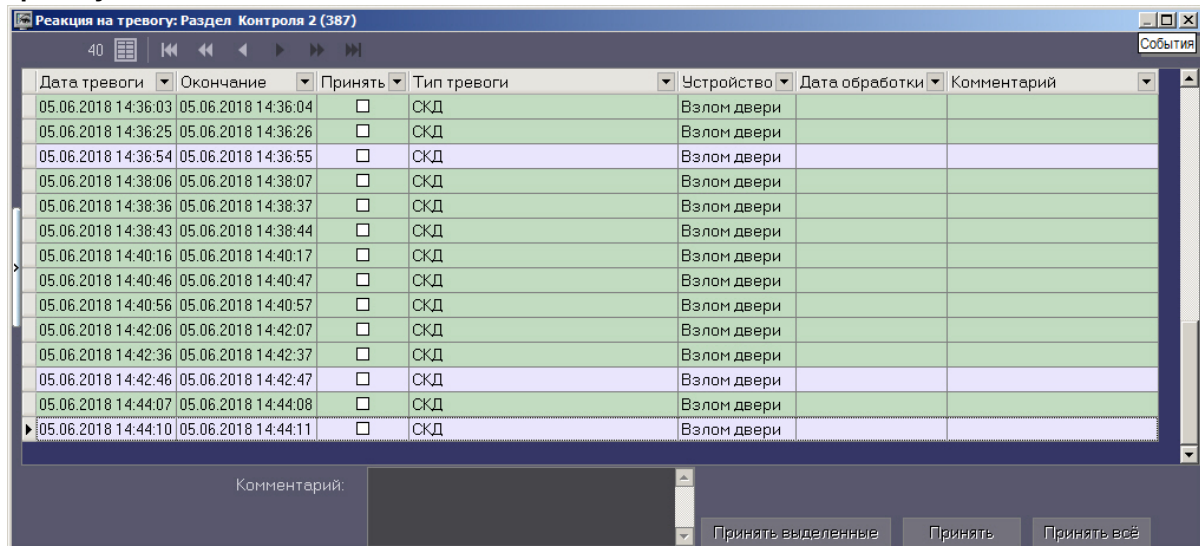 Реакция на тревогу: Раздел Контроля 2 (387)
События
40
Дата тревоги Окончание Принять Тип тревоги Устройство Дата обработки Комментарий
05.06.2018 14:36:03 05.06.2018 14:36:04 СКД Взлом двери
05.06.2018 14:36:25 05.06.2018 14:36:26 СКД Взлом двери
05.06.2018 14:36:54 05.06.2018 14:36:55 СКД Взлом двери
05.06.2018 14:38:06 05.06.2018 14:38:07 СКД Взлом двери
05.06.2018 14:38:36 05.06.2018 14:38:37 СКД Взлом двери
05.06.2018 14:38:43 05.06.2018 14:38:44 СКД Взлом двери
05.06.2018 14:40:16 05.06.2018 14:40:17 СКД Взлом двери
05.06.2018 14:40:46 05.06.2018 14:40:47 СКД Взлом двери
05.06.2018 14:40:56 05.06.2018 14:40:57 СКД Взлом двери
05.06.2018 14:42:06 05.06.2018 14:42:07 СКД Взлом двери
05.06.2018 14:42:36 05.06.2018 14:42:37 СКД Взлом двери
05.06.2018 14:42:46 05.06.2018 14:42:47 СКД Взлом двери
05.06.2018 14:44:07 05.06.2018 14:44:08 СКД Взлом двери
05.06.2018 14:44:10 05.06.2018 14:44:11 СКД Взлом двери
Комментарий:
Принять выделенные Принять Принять всё